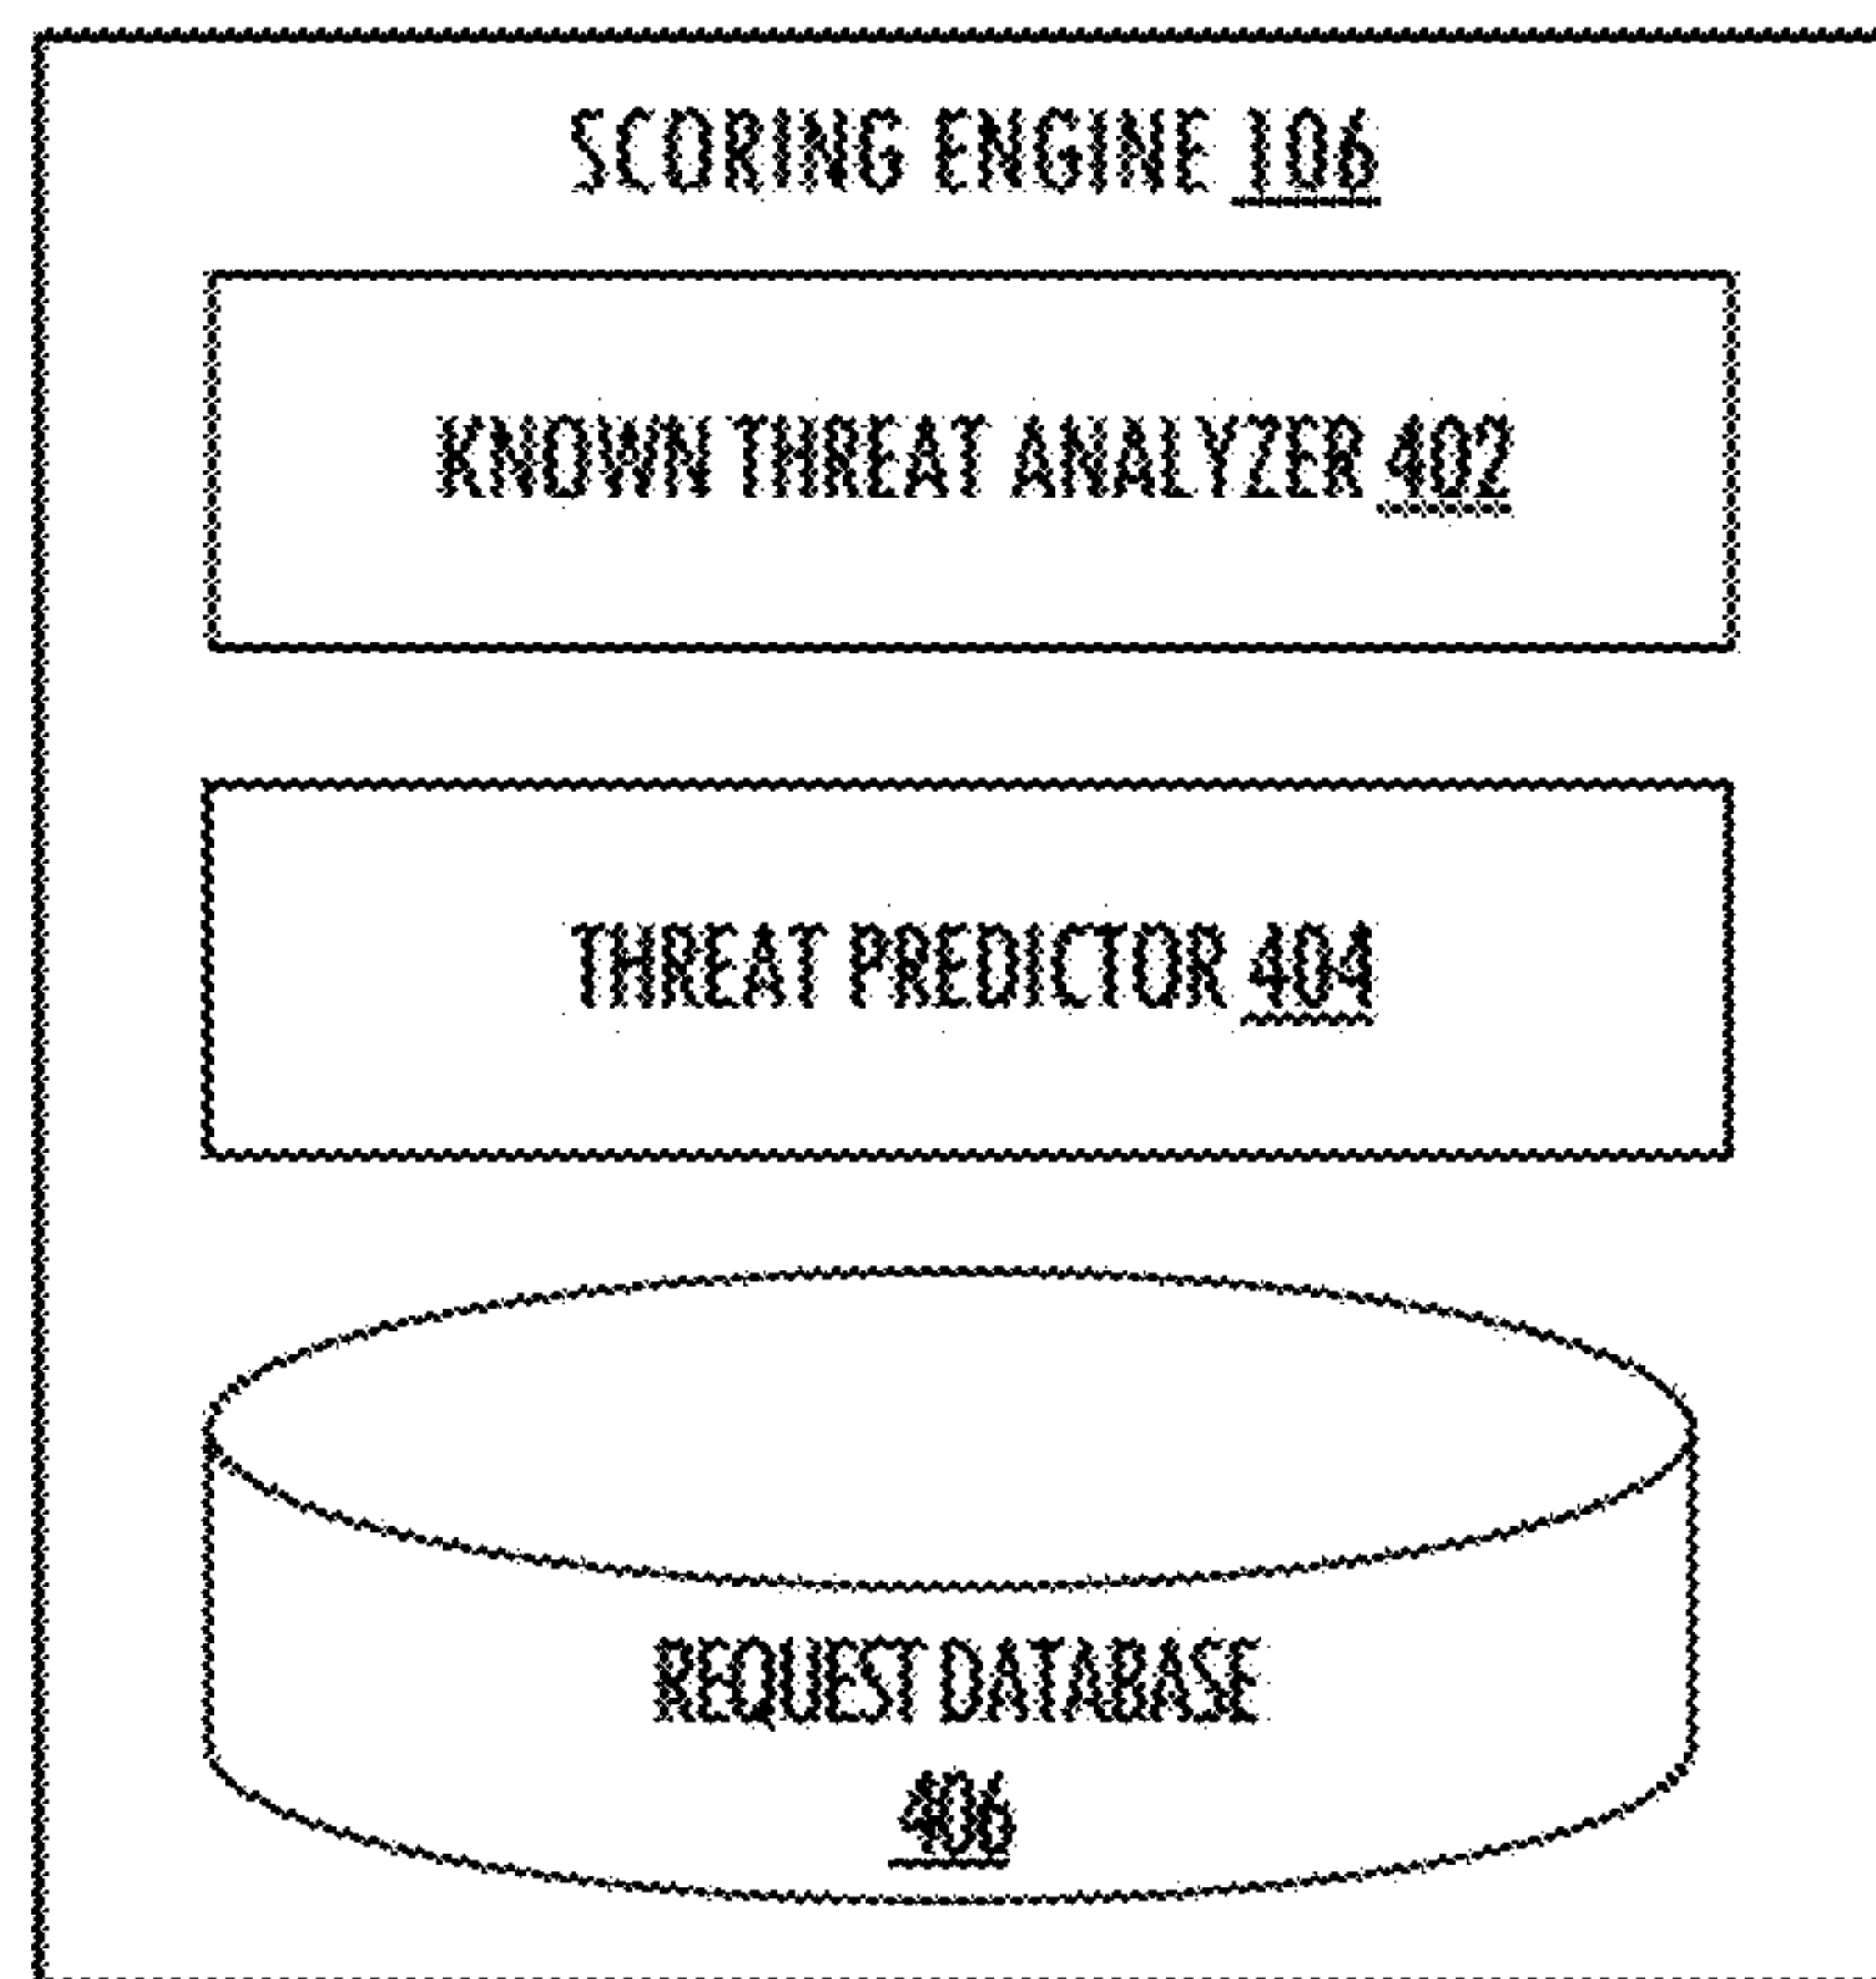 SCORING ENGINE 106
KNOWN THREAT ANALYZER 402
THREAT PREDICTOR 404
REQUEST DATABASE
406